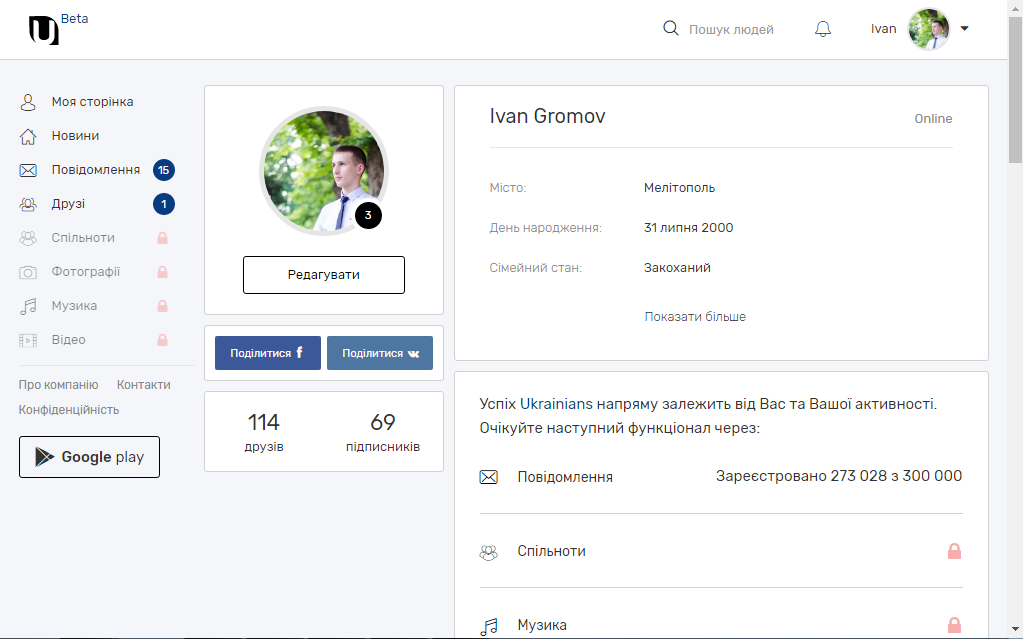 U Beta
Пошук людей
Ivan
Моя сторінка
Новини
Повідомлення 15
Друзі 1
Спільноти
Фотографії
Музика
Відео
Про компанію Контакти
Конфіденційність
Google play
3
Редагувати
Поділитися f Поділитися
114 69
друзів підписників
Ivan Gromov Online
Місто: Мелітополь
День народження: 31 липня 2000
Сімейний стан: Закоханий
Показати більше
Успіх Ukrainians напряму залежить від Вас та Вашої активності.
Очікуйте наступний функціонал через:
Повідомлення Зареєстровано 273 028 з 300 000
Спільноти
Музика